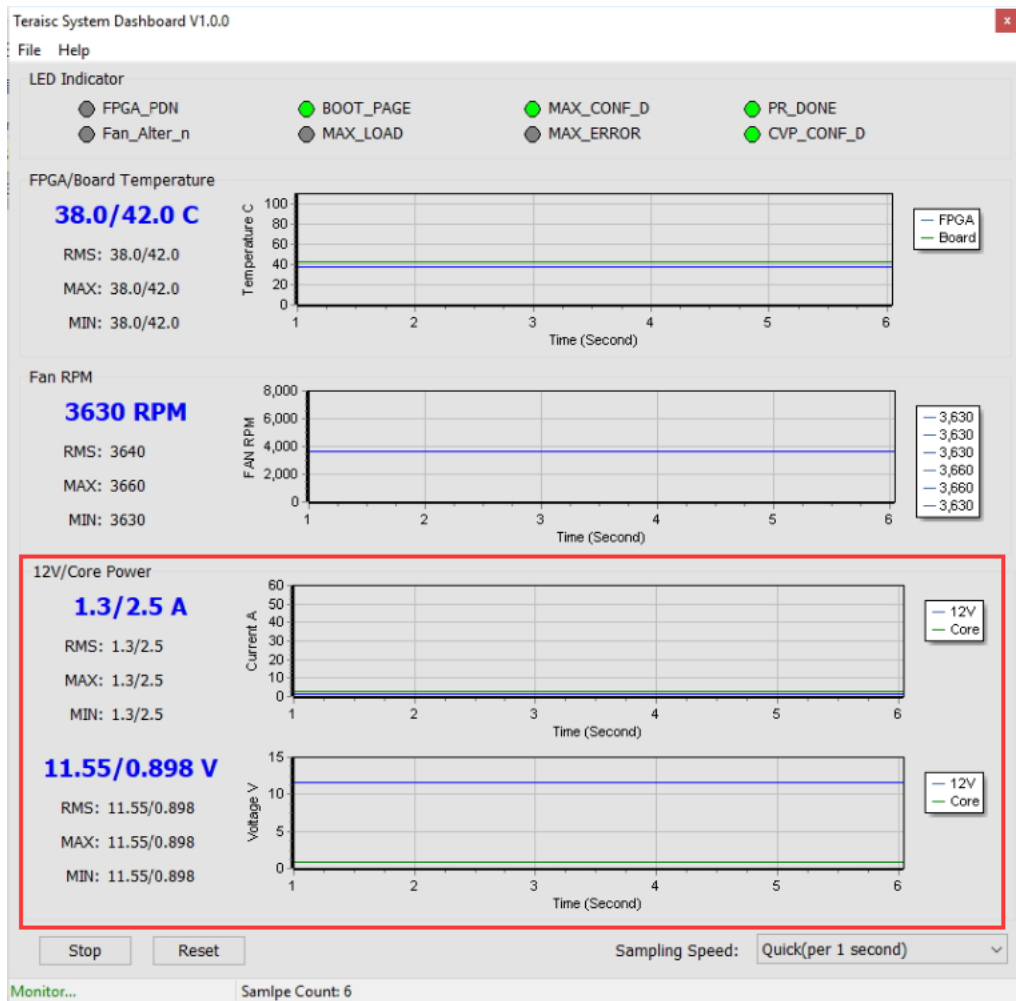 Teraisc System Dashboard V1.0.0
x
File Help
LED Indicator
FPGA_PDN BOOT_PAGE MAX_CONF_D PR_DONE
Fan_Alter_n MAX_LOAD MAX_ERROR CVP_CONF_D
FPGA/Board Temperature
38.0/42.0 C
RMS: 38.0/42.0
MAX: 38.0/42.0
MIN: 38.0/42.0
Temperature C
100
80
60
40
20
0
1 2 3 4 5 6
Time (Second)
FPGA
Board
Fan RPM
3630 RPM
RMS: 3640
MAX: 3660
MIN: 3630
FAN RPM
8,000
6,000
4,000
2,000
0
1 2 3 4 5 6
Time (Second)
3,630
3,630
3,630
3,660
3,660
3,630
12V/Core Power
1.3/2.5 A
RMS: 1.3/2.5
MAX: 1.3/2.5
MIN: 1.3/2.5
Current A
60
50
40
30
20
10
0
1 2 3 4 5 6
Time (Second)
12V
Core
11.55/0.898 V
RMS: 11.55/0.898
MAX: 11.55/0.898
MIN: 11.55/0.898
Voltage V
15
10
5
0
1 2 3 4 5 6
Time (Second)
12V
Core
Stop Reset Sampling Speed: Quick(per 1 second)
Monitor... Samlpe Count: 6